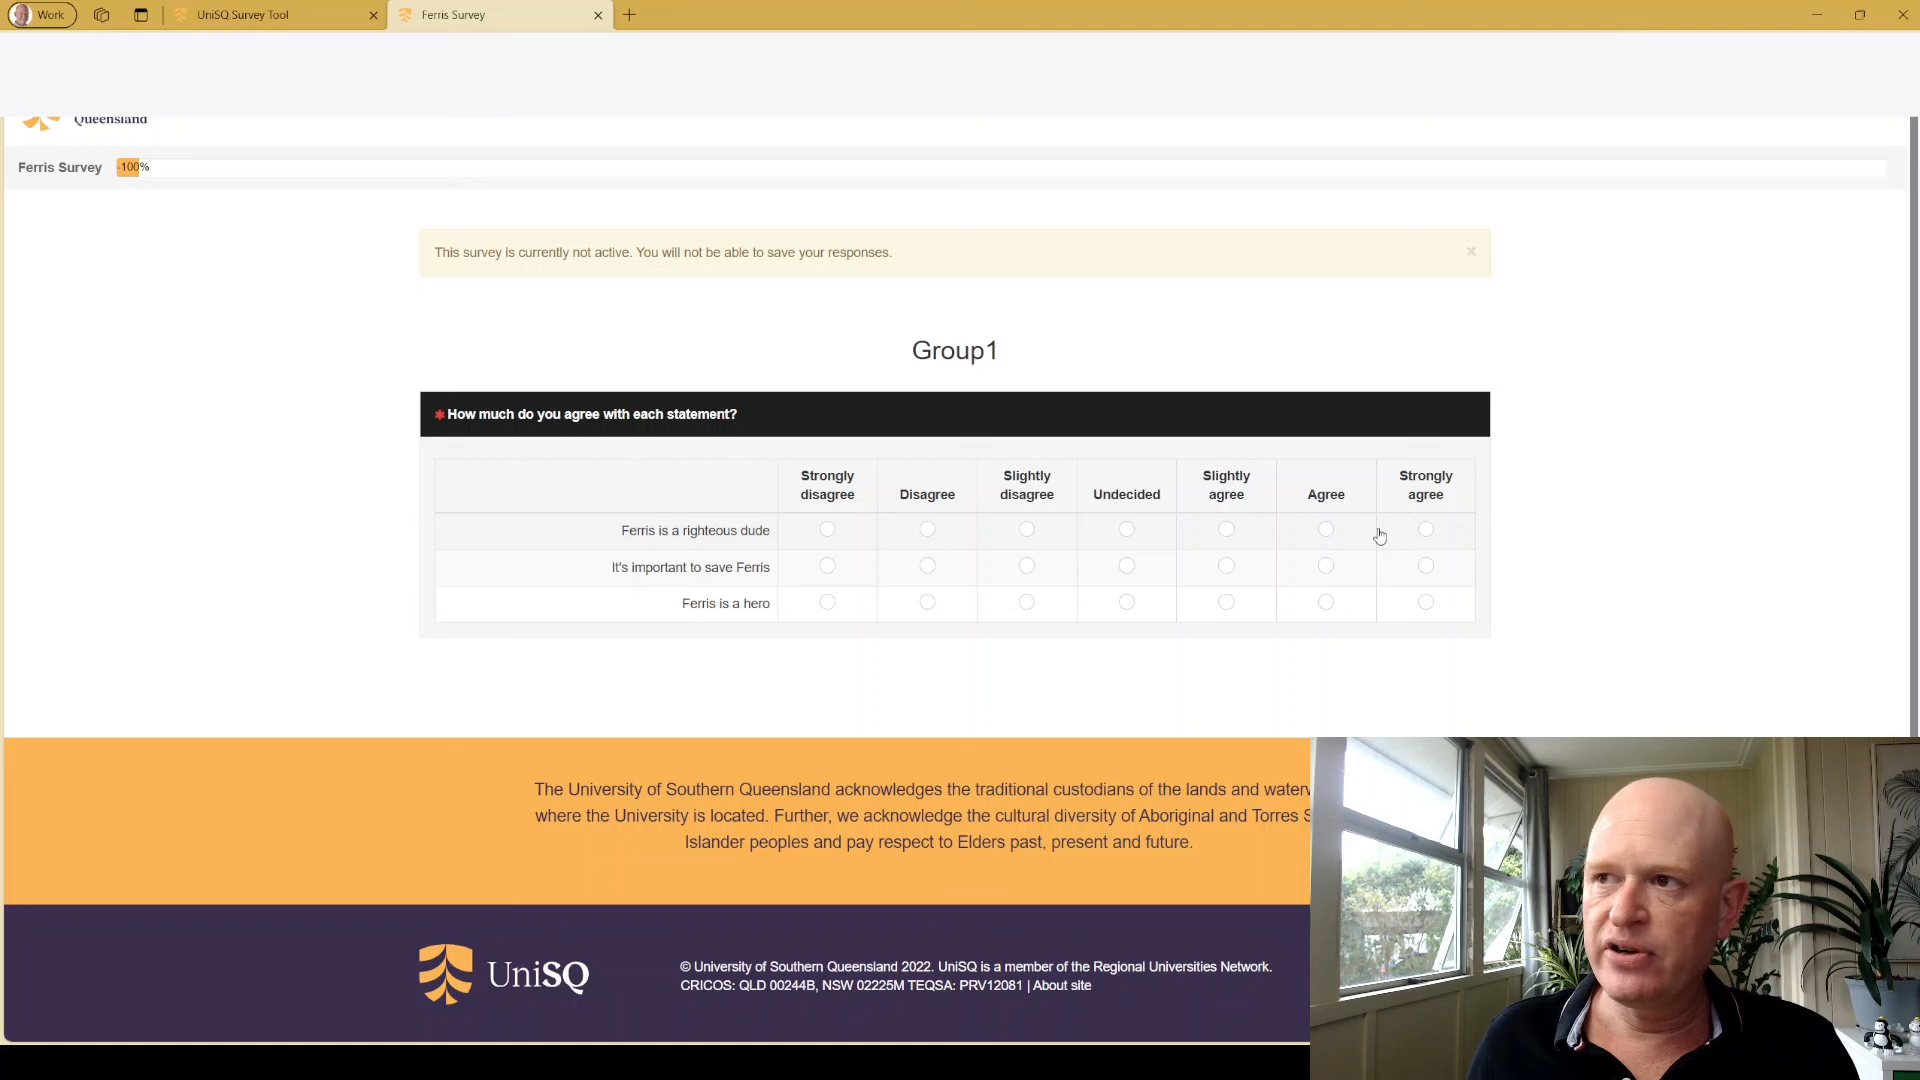 Work
UniSQ Survey Tool
Ferris Survey
Queensland
Ferris Survey
-100%
This survey is currently not active. You will not be able to save your responses.
Group1
How much do you agree with each statement?
Strongly disagree
Disagree
Slightly disagree
Undecided
Slightly agree
Agree
Strongly agree
Ferris is a righteous dude
It's important to save Ferris
Ferris is a hero
The University of Southern Queensland acknowledges the traditional custodians of the lands and
where the University is located. Further, we acknowledge the cultural diversity of Aboriginal and Torres
Islander peoples and pay respect to Elders past, present and future.
UniSQ
© University of Southern Queensland 2022. UniSQ is a member of the Regional Universities Network.
CRICOS: QLD 00244B, NSW 02225M TEQSA: PRV12081 | About site